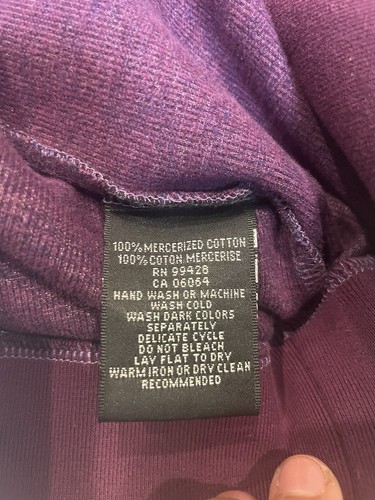 100% MERCERIZED COTTON
100% COTON MERCERISE
RN 99428
CA 06064
HAND WASH OR MACHINE
WASH COLD
WASH DARK COLORS
SEPARATELY
DELICATE CYCLE
DO NOT BLEACH
LAY FLAT TO DRY
WARM IRON OR DRY CLEAN
RECOMMENDED